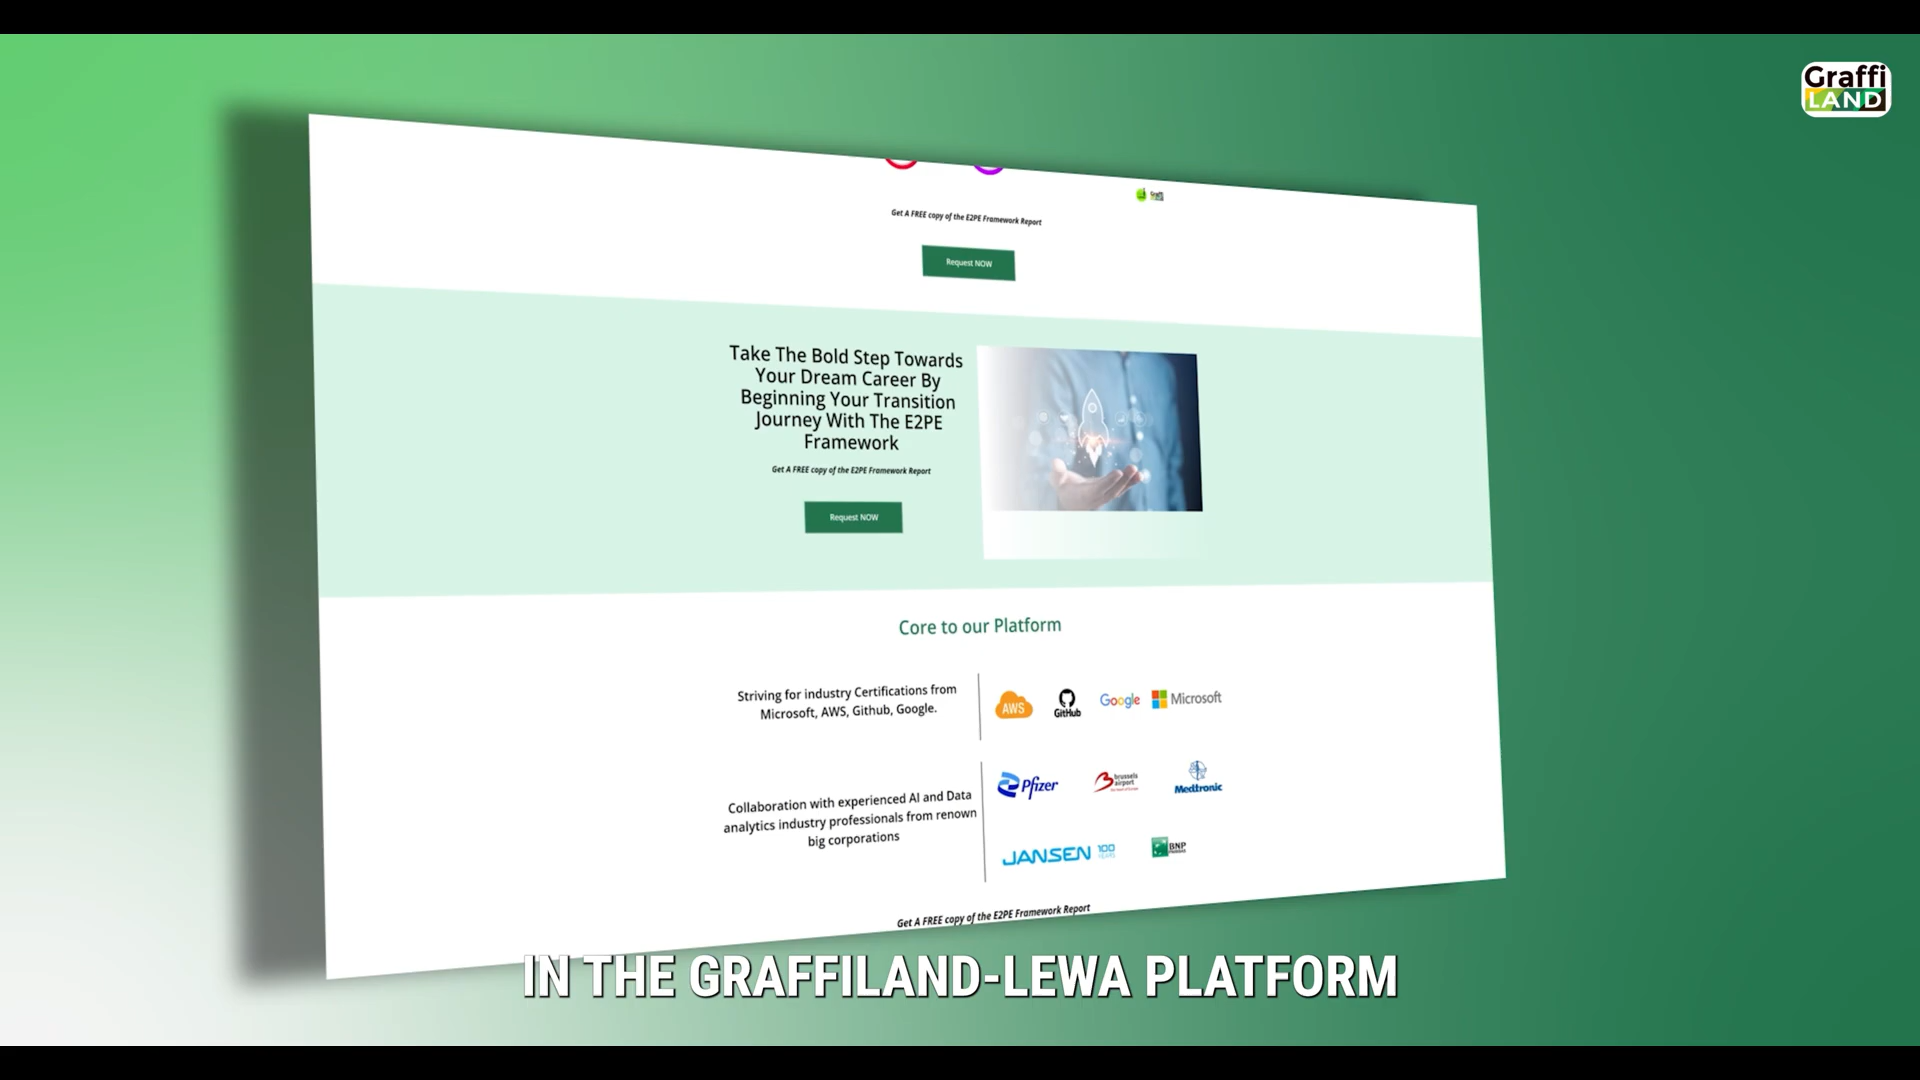 Graffi
LAND
Get A FREE copy of the E2PE Framework Report
Request NOW
Take The Bold Step Towards
Your Dream Career By
Beginning Your Transition
Journey With The E2PE
Framework
Get A FREE copy of the E2PE Framework Report
Request NOW
Core to our Platform
Striving for industry Certifications from
Microsoft, AWS, Github, Google.
AWS GitHub Google Microsoft
Collaboration with experienced AI and Data
analytics industry professionals from renown
big corporations
Pfizer brussels airport Medtronic
JANSEN 100 YEARS BNP
Get A FREE copy of the E2PE Framework Report
IN THE GRAFFILAND-LEWA PLATFORM